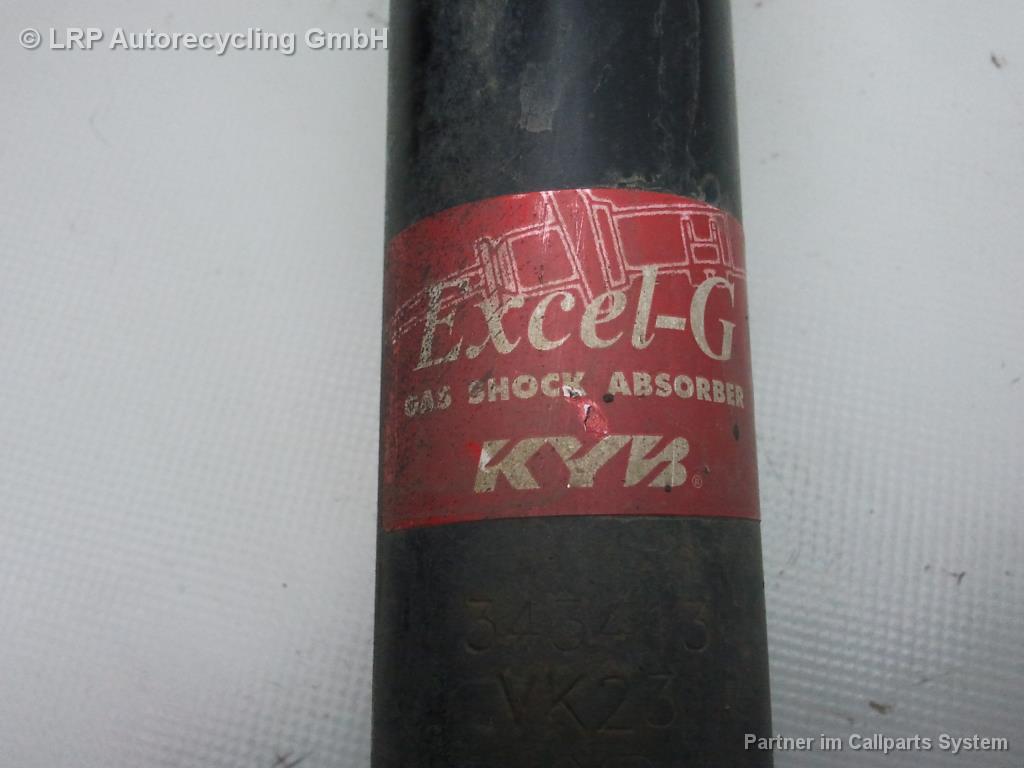 © LRP Autorecycling GmbH
Excel-G
GAS SHOCK ABSORBER
KYB®
343413
VK23
Partner im Callparts System